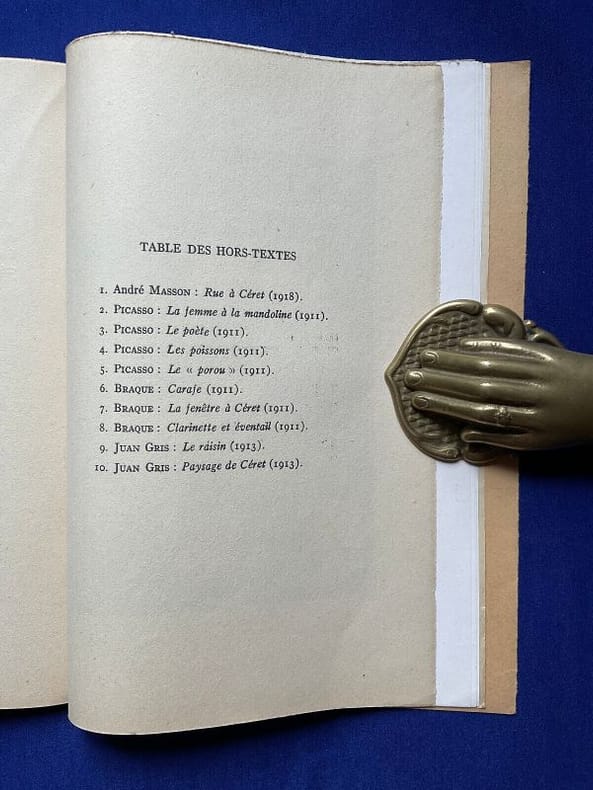 TABLE DES HORS-TEXTES
1. André MASSON : Rue à Céret (1918).
2. PICASSO : La femme à la mandoline (1911).
3. PICASSO : Le poète (1911).
4. PICASSO : Les poissons (1911).
5. PICASSO : Le « porou » (1911).
6. BRAQUE : Carafe (1911).
7. BRAQUE : La fenêtre à Céret (1911).
8. BRAQUE : Clarinette et éventail (1911).
9. JUAN GRIS : Le raisin (1913).
10. JUAN GRIS : Paysage de Céret (1913).